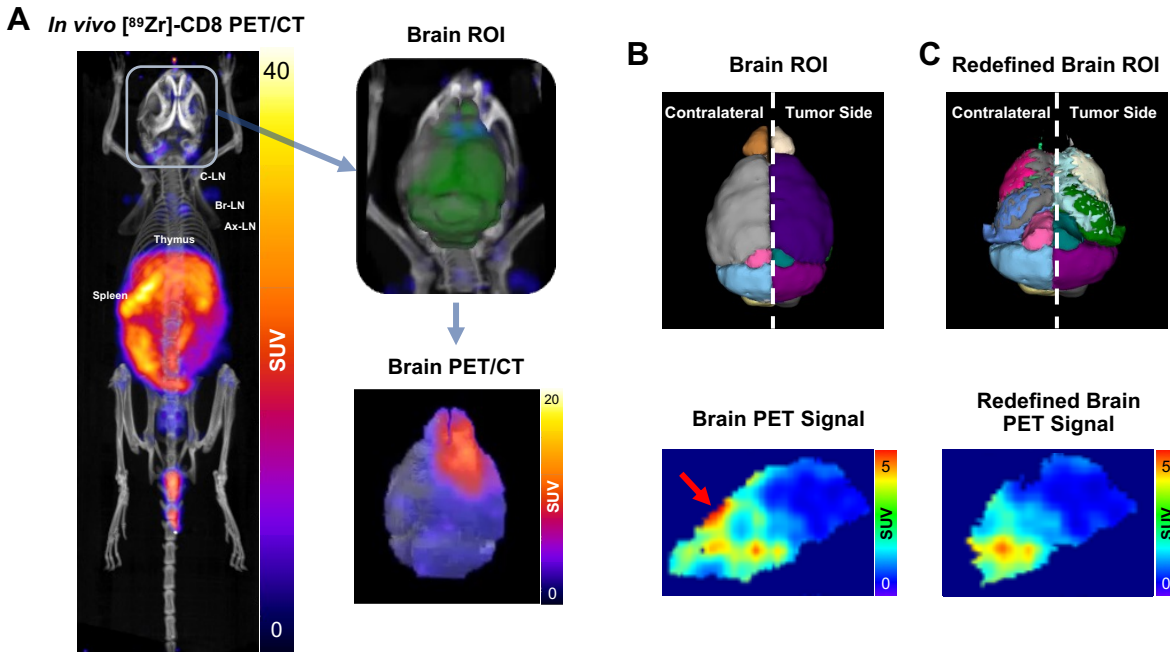 A
In vivo [⁸⁹Zr]-CD8 PET/CT
40
C-LN
Br-LN
Ax-LN
Thymus
Spleen
SUV
0
Brain ROI
Brain PET/CT
20
SUV
0
B
Brain ROI
Contralateral
Tumor Side
Brain PET Signal
5
SUV
0
C
Redefined Brain ROI
Contralateral
Tumor Side
Redefined Brain
PET Signal
5
SUV
0